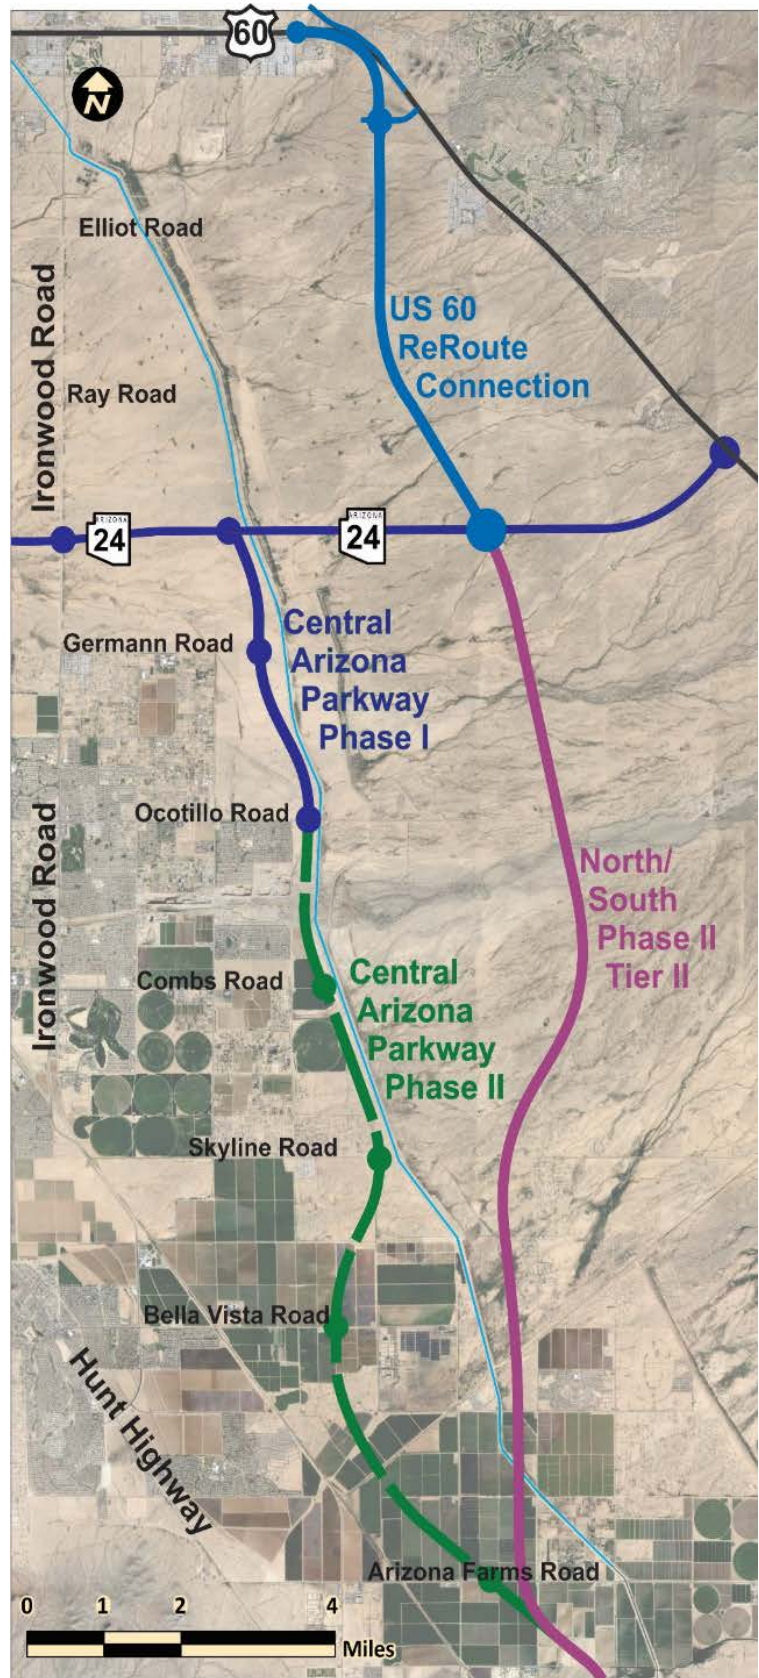 60
N
Elliot Road
Ironwood Road
US 60
ReRoute
Connection
Ray Road
ARIZONA
24
ARIZONA
24
Germann Road
Central
Arizona
Parkway
Phase I
Ocotillo Road
Ironwood Road
North/
South
Phase II
Tier II
Combs Road
Central
Arizona
Parkway
Phase II
Skyline Road
Bella Vista Road
Hunt Highway
Arizona Farms Road
0 1 2 4
Miles